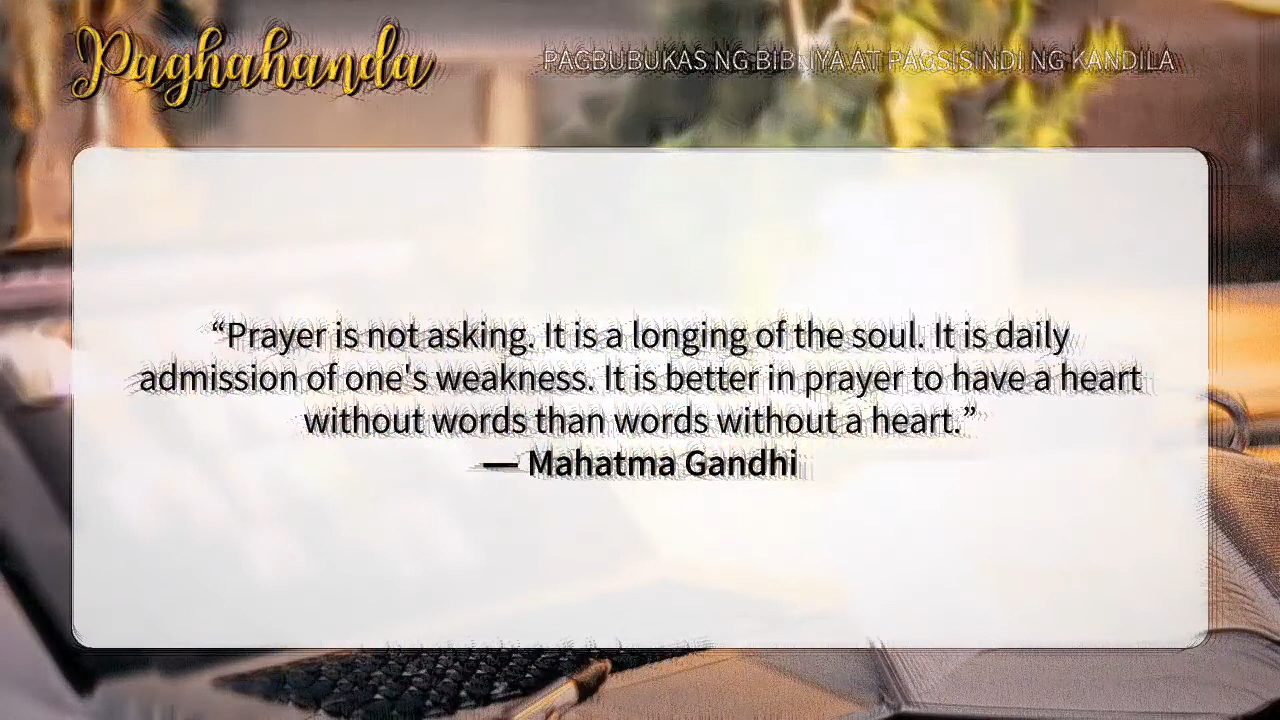 Paghahanda
PAGBUBUKAS NG BIBLIYA AT PAGSISINDI NG KANDILA
“Prayer is not asking. It is a longing of the soul. It is daily
admission of one's weakness. It is better in prayer to have a heart
without words than words without a heart.”
— Mahatma Gandhi